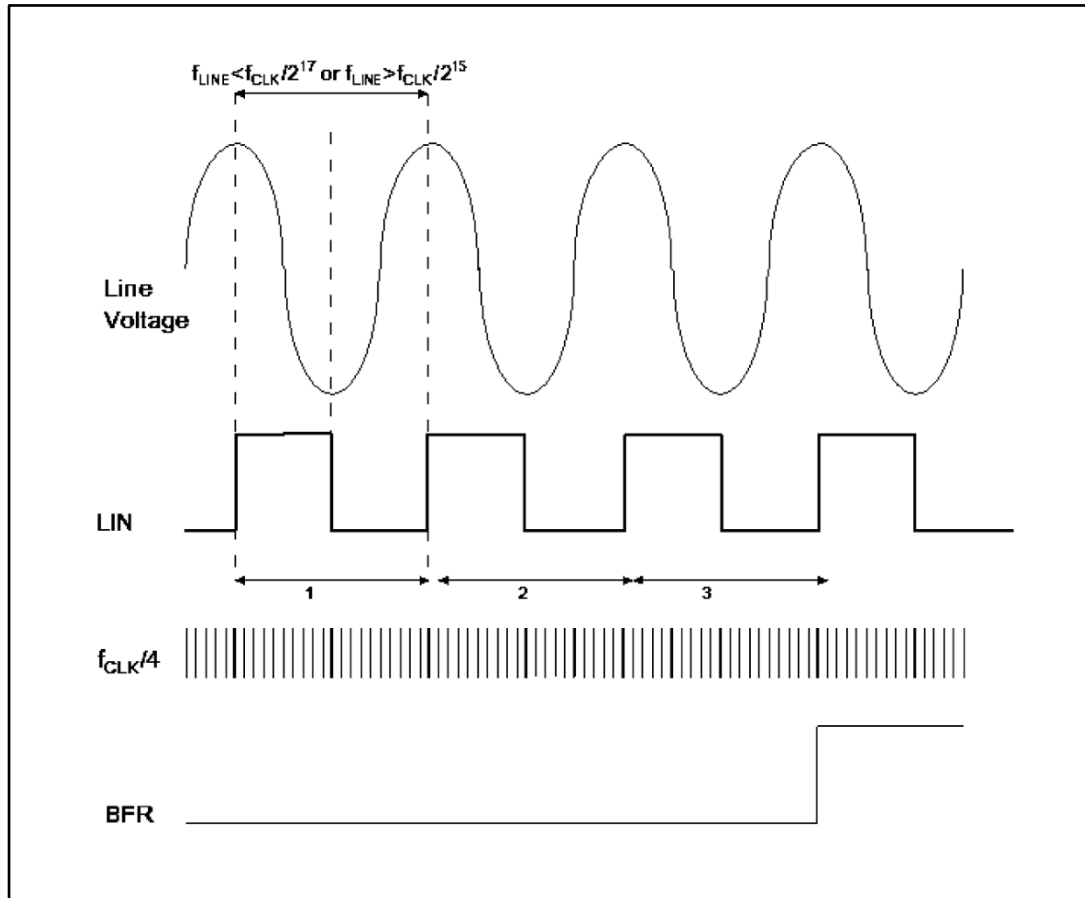 fLINE<fCLK/2^17 or fLINE>fCLK/2^15
Line
Voltage
LIN
1
2
3
fCLK/4
BFR